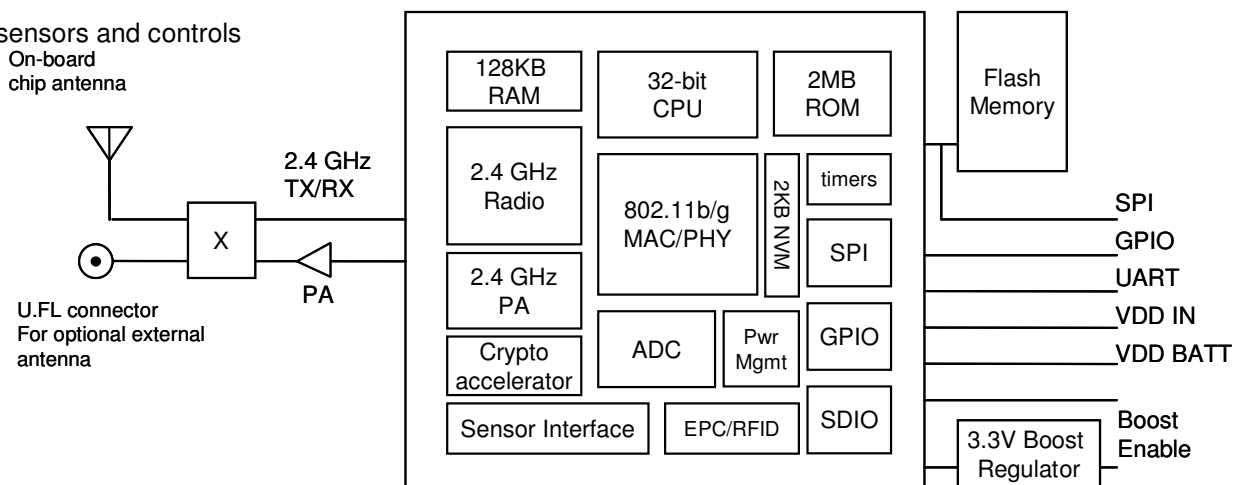 sensors and controls
On-board
chip antenna
2.4 GHz
TX/RX
X
PA
U.FL connector
For optional external
antenna
128KB
RAM
32-bit
CPU
2MB
ROM
2.4 GHz
Radio
802.11b/g
MAC/PHY
2KB NVM
timers
SPI
2.4 GHz
PA
ADC
Pwr
Mgmt
GPIO
Crypto
accelerator
Sensor Interface
EPC/RFID
SDIO
Flash
Memory
SPI
GPIO
UART
VDD IN
VDD BATT
Boost
Enable
3.3V Boost
Regulator